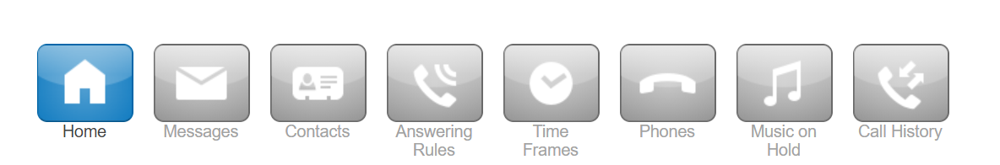 Home
Messages
Contacts
Answering
Rules
Time
Frames
Phones
Music on
Hold
Call History